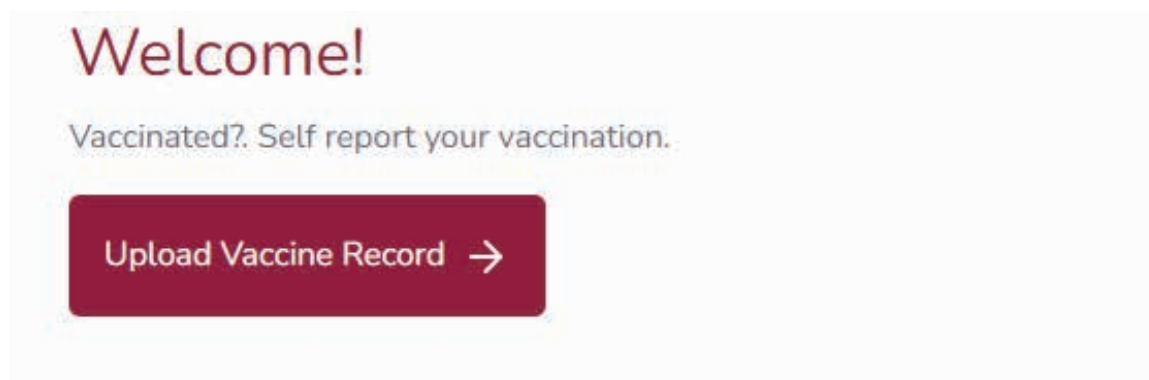 Welcome!
Vaccinated?. Self report your vaccination.
Upload Vaccine Record →